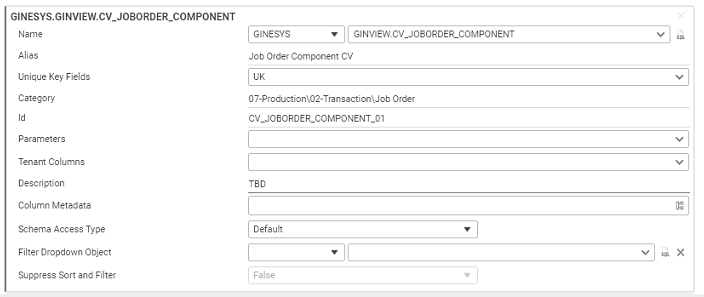 GINESYS.GINVIEW.CV_JOBORDER_COMPONENT
Name GINESYS GINVIEW.CV_JOBORDER_COMPONENT
Alias Job Order Component CV
Unique Key Fields UK
Category 07-Production\02-Transaction\Job Order
Id CV_JOBORDER_COMPONENT_01
Parameters
Tenant Columns
Description TBD
Column Metadata
Schema Access Type Default
Filter Dropdown Object
Suppress Sort and Filter False